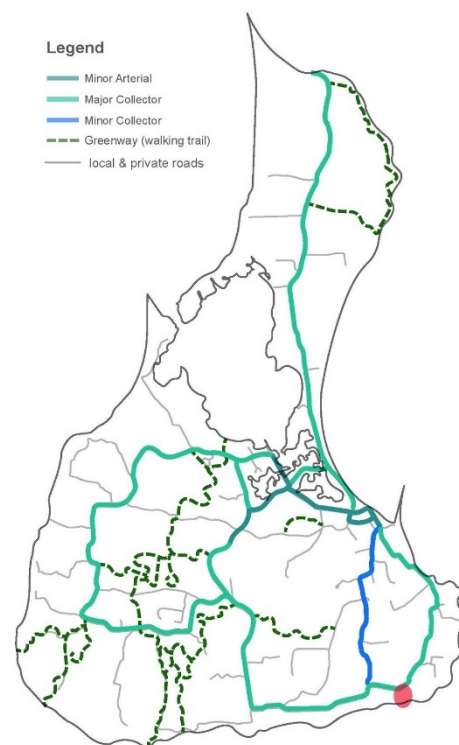 Legend
Minor Arterial
Major Collector
Minor Collector
Greenway (walking trail)
local & private roads